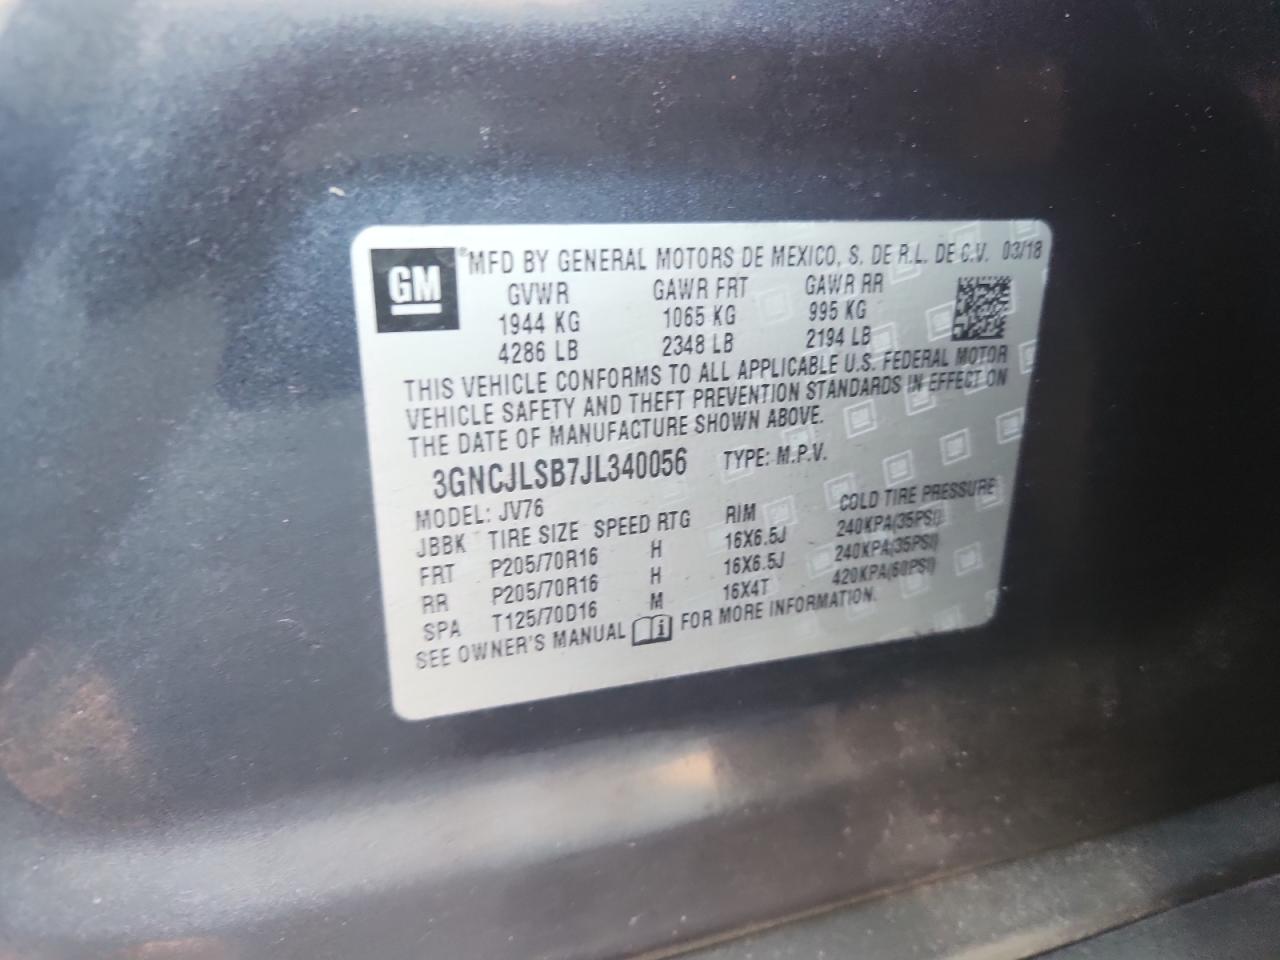 GM
®MFD BY GENERAL MOTORS DE MEXICO, S. DE R.L. DE C.V. 03/18
GVWR GAWR FRT GAWR RR
1944 KG 1065 KG 995 KG
4286 LB 2348 LB 2194 LB
THIS VEHICLE CONFORMS TO ALL APPLICABLE U.S. FEDERAL MOTOR
VEHICLE SAFETY AND THEFT PREVENTION STANDARDS IN EFFECT ON
THE DATE OF MANUFACTURE SHOWN ABOVE.
3GNCJLSB7JL340056 TYPE: M.P.V.
MODEL: JV76
JBBK TIRE SIZE SPEED RTG RIM COLD TIRE PRESSURE
FRT P205/70R16 H 16X6.5J 240KPA(35PSI)
RR P205/70R16 H 16X6.5J 240KPA(35PSI)
SPA T125/70D16 M 16X4T 420KPA(60PSI)
SEE OWNER'S MANUAL FOR MORE INFORMATION.